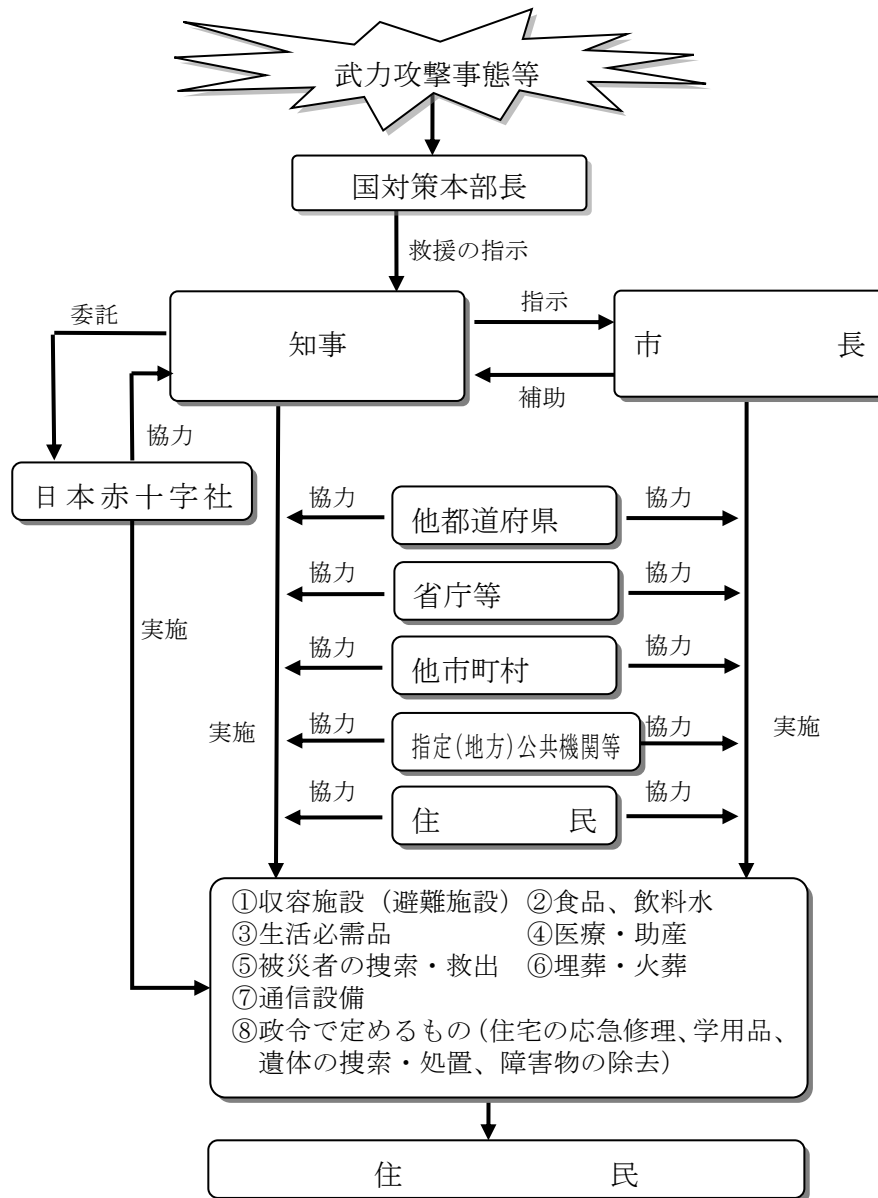 武力攻撃事態等
国対策本部長
救援の指示
委託
知事
指示
市 長
補助
協力
日本赤十字社
協力
他都道府県
協力
協力
省庁等
協力
実施
協力
他市町村
協力
実施
協力
指定(地方)公共機関等
協力
実施
協力
住 民
協力
①収容施設（避難施設）②食品、飲料水
③生活必需品 ④医療・助産
⑤被災者の捜索・救出 ⑥埋葬・火葬
⑦通信設備
⑧政令で定めるもの（住宅の応急修理、学用品、
遺体の捜索・処置、障害物の除去）
住 民